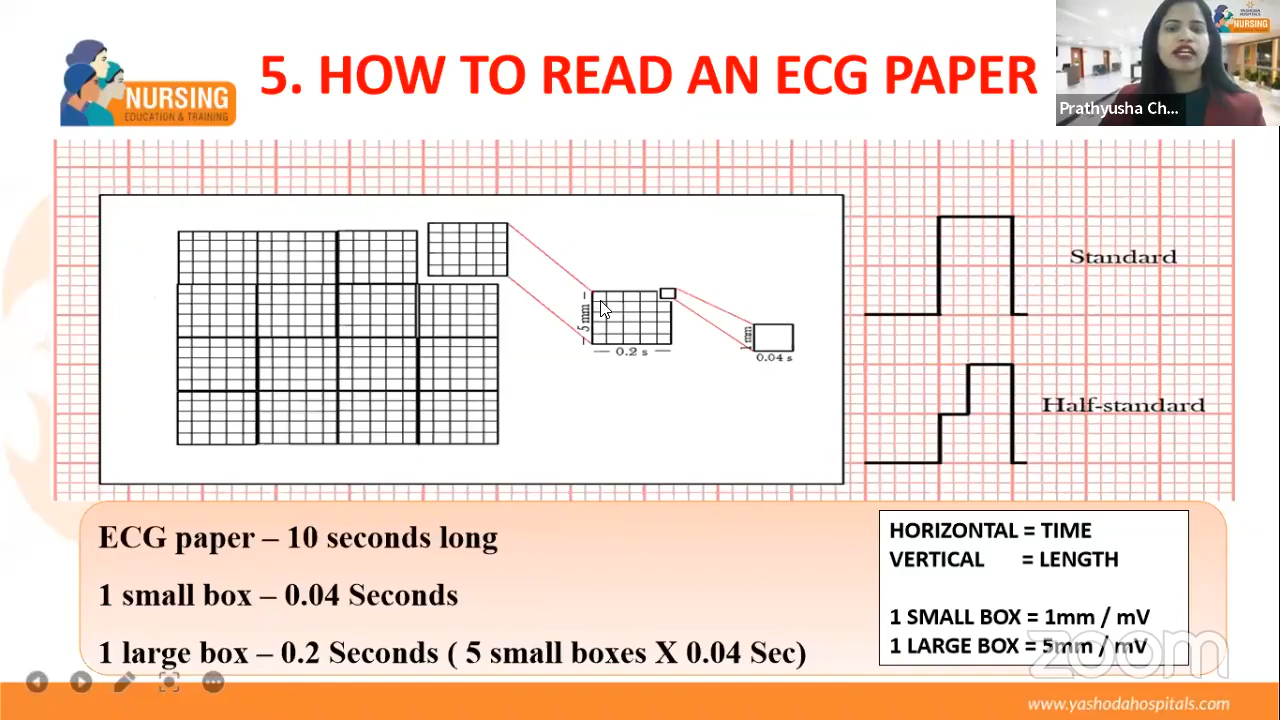 5. HOW TO READ AN ECG PAPER
NURSING
EDUCATION & TRAINING
YASHODA
HOSPITALS
NURSING
Prathyusha Ch...
5 mm
0.2 s
1 mm
0.04 s
Standard
Half-standard
ECG paper – 10 seconds long
1 small box – 0.04 Seconds
1 large box – 0.2 Seconds ( 5 small boxes X 0.04 Sec)
HORIZONTAL = TIME
VERTICAL = LENGTH
1 SMALL BOX = 1mm / mV
1 LARGE BOX = 5mm / mV
zoom
www.yashodahospitals.com